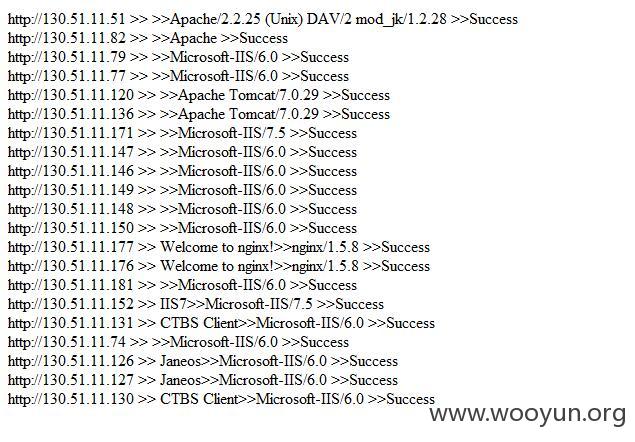 http://130.51.11.51 >> >>Apache/2.2.25 (Unix) DAV/2 mod_jk/1.2.28 >>Success
http://130.51.11.82 >> >>Apache >>Success
http://130.51.11.79 >> >>Microsoft-IIS/6.0 >>Success
http://130.51.11.77 >> >>Microsoft-IIS/6.0 >>Success
http://130.51.11.120 >> >>Apache Tomcat/7.0.29 >>Success
http://130.51.11.136 >> >>Apache Tomcat/7.0.29 >>Success
http://130.51.11.171 >> >>Microsoft-IIS/7.5 >>Success
http://130.51.11.147 >> >>Microsoft-IIS/6.0 >>Success
http://130.51.11.146 >> >>Microsoft-IIS/6.0 >>Success
http://130.51.11.149 >> >>Microsoft-IIS/6.0 >>Success
http://130.51.11.148 >> >>Microsoft-IIS/6.0 >>Success
http://130.51.11.150 >> >>Microsoft-IIS/6.0 >>Success
http://130.51.11.177 >> Welcome to nginx!>>nginx/1.5.8 >>Success
http://130.51.11.176 >> Welcome to nginx!>>nginx/1.5.8 >>Success
http://130.51.11.181 >> >>Microsoft-IIS/6.0 >>Success
http://130.51.11.152 >> IIS7>>Microsoft-IIS/7.5 >>Success
http://130.51.11.131 >> CTBS Client>>Microsoft-IIS/6.0 >>Success
http://130.51.11.74 >> >>Microsoft-IIS/6.0 >>Success
http://130.51.11.126 >> Janeos>>Microsoft-IIS/6.0 >>Success
http://130.51.11.127 >> Janeos>>Microsoft-IIS/6.0 >>Success
http://130.51.11.130 >> CTBS Client>>Microsoft-IIS/6.0 >>Success
www.wooyun.org